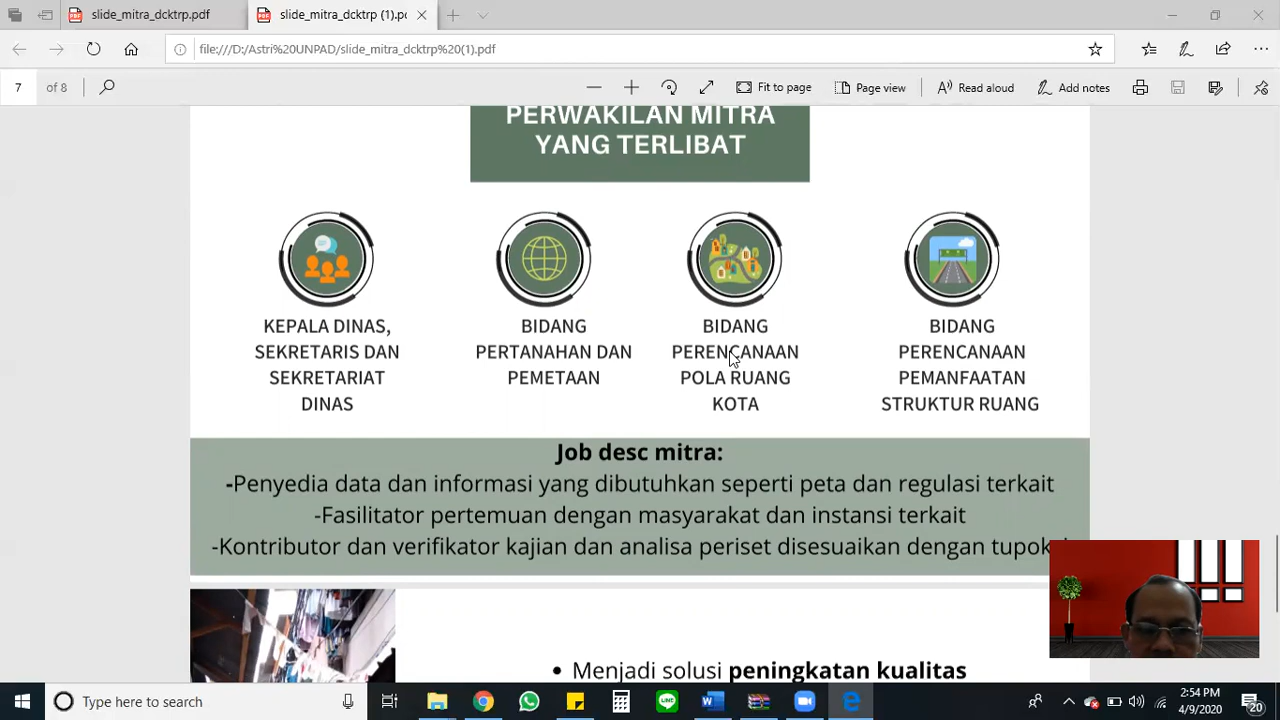 slide_mitra_dcktrp.pdf
slide_mitra_dcktrp (1).pdf
file:///D:/Astri%20UNPAD/slide_mitra_dcktrp%20(1).pdf
7 of 8
Fit to page
Page view
Read aloud
Add notes
PERWAKILAN MITRA
YANG TERLIBAT
KEPALA DINAS,
SEKRETARIS DAN
SEKRETARIAT
DINAS
BIDANG
PERTANAHAN DAN
PEMETAAN
BIDANG
PERENCANAAN
POLA RUANG
KOTA
BIDANG
PERENCANAAN
PEMANFAATAN
STRUKTUR RUANG
Job desc mitra:
-Penyedia data dan informasi yang dibutuhkan seperti peta dan regulasi terkait
-Fasilitator pertemuan dengan masyarakat dan instansi terkait
-Kontributor dan verifikator kajian dan analisa periset disesuaikan dengan
• Menjadi solusi peningkatan kualitas
Type here to search
2:54 PM
4/9/2020
20